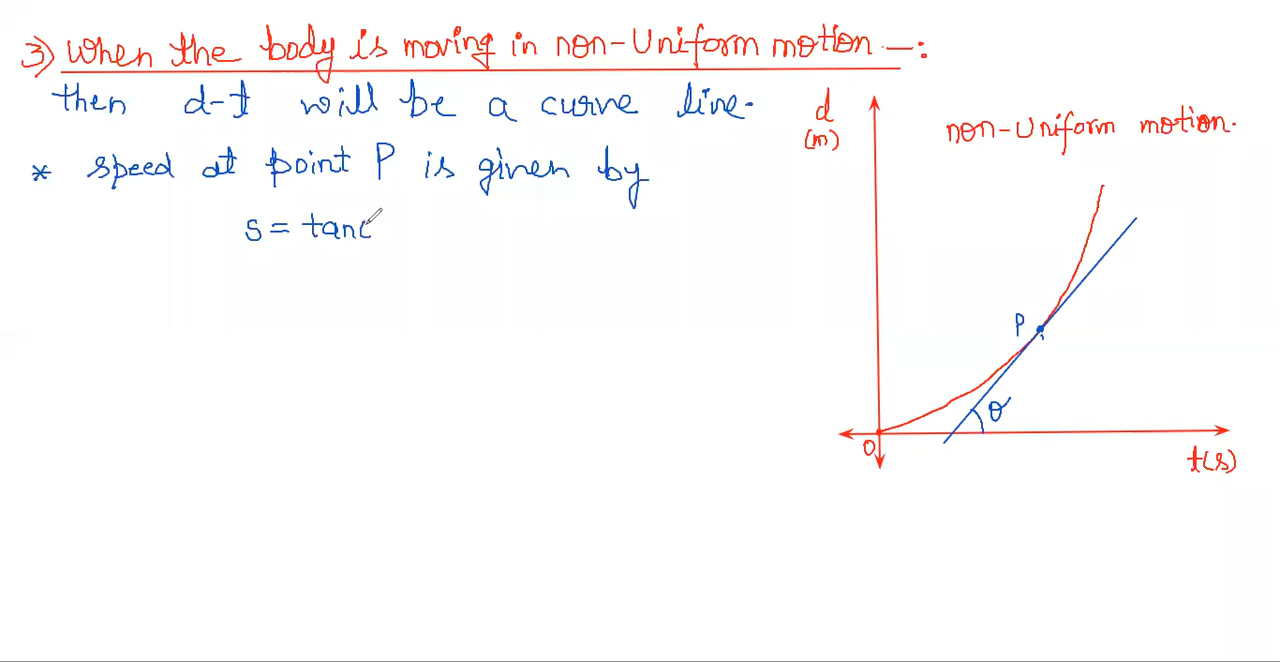 3) When the body is moving in non-Uniform motion —:
then d-t will be a curve line.
* speed at point P is given by
s = tan
d
(m)
non-Uniform motion.
P
θ
O
t(s)